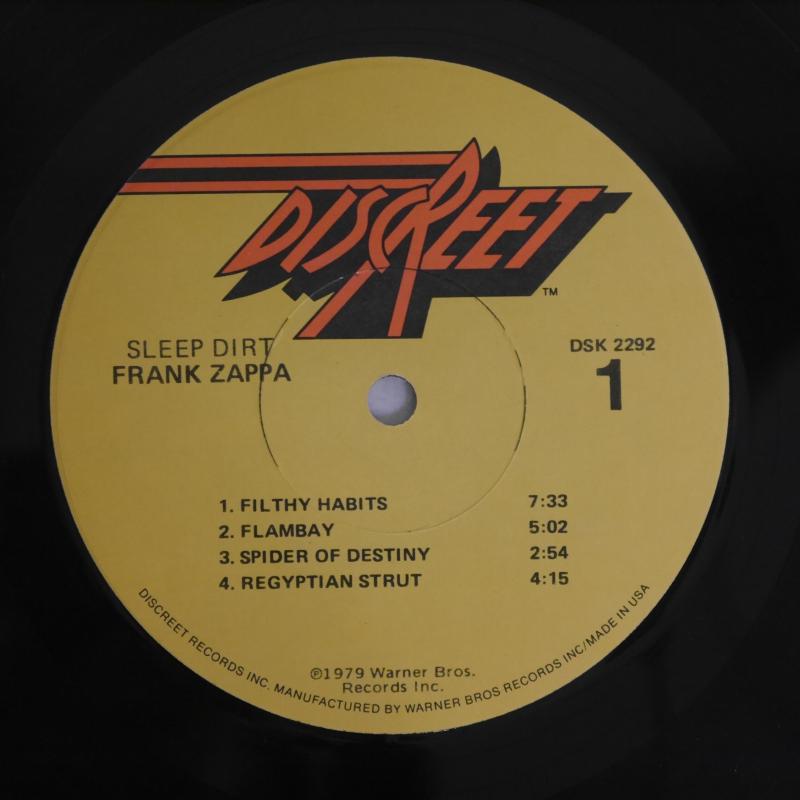 DISCREET
TM
SLEEP DIRT
FRANK ZAPPA
DSK 2292
1
1. FILTHY HABITS 7:33
2. FLAMBAY 5:02
3. SPIDER OF DESTINY 2:54
4. REGYPTIAN STRUT 4:15
℗1979 Warner Bros.
Records Inc.
DISCREET RECORDS INC. MANUFACTURED BY WARNER BROS RECORDS INC/MADE IN USA